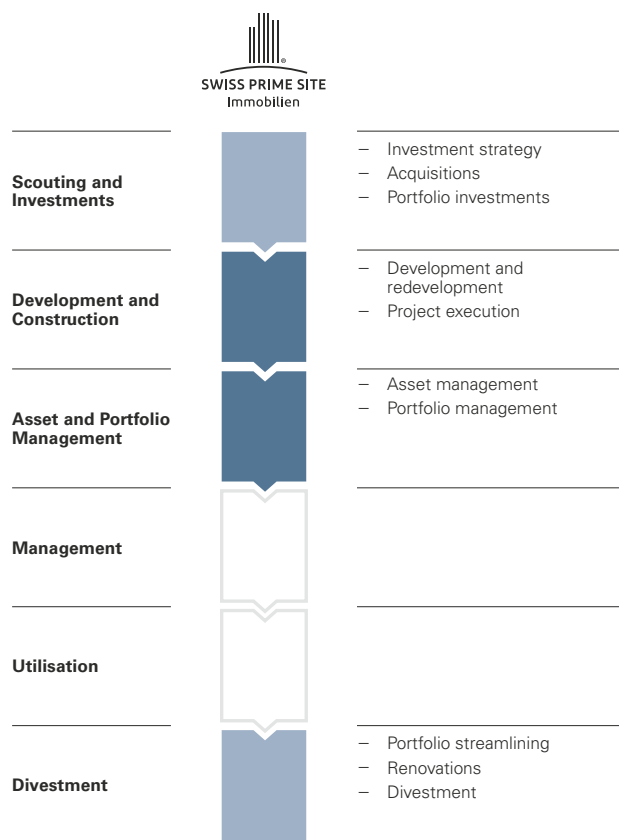 SWISS PRIME SITE
Immobilien
Scouting and
Investments
– Investment strategy
– Acquisitions
– Portfolio investments
Development and
Construction
– Development and
redevelopment
– Project execution
Asset and Portfolio
Management
– Asset management
– Portfolio management
Management
Utilisation
Divestment
– Portfolio streamlining
– Renovations
– Divestment